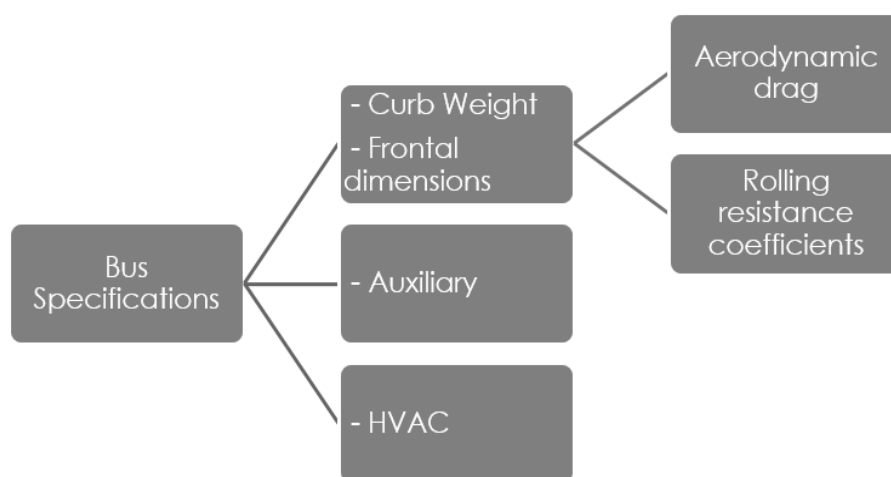 Bus
Specifications
- Curb Weight
- Frontal
dimensions
- Auxiliary
- HVAC
Aerodynamic
drag
Rolling
resistance
coefficients